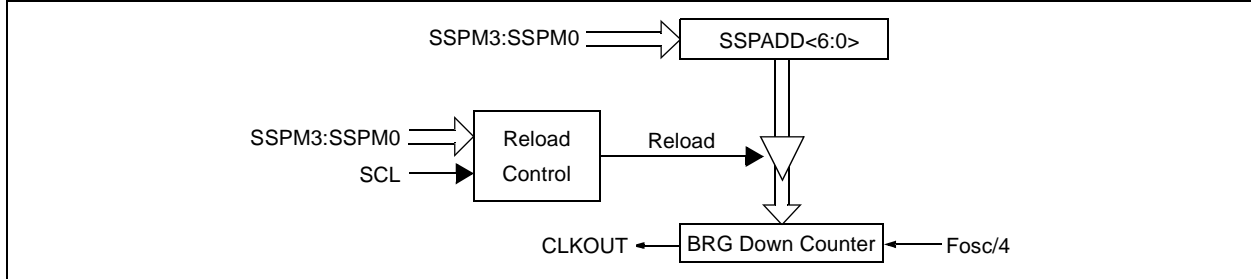 SSPM3:SSPM0
SSPADD<6:0>
SSPM3:SSPM0
SCL
Reload
Control
Reload
CLKOUT
BRG Down Counter
Fosc/4